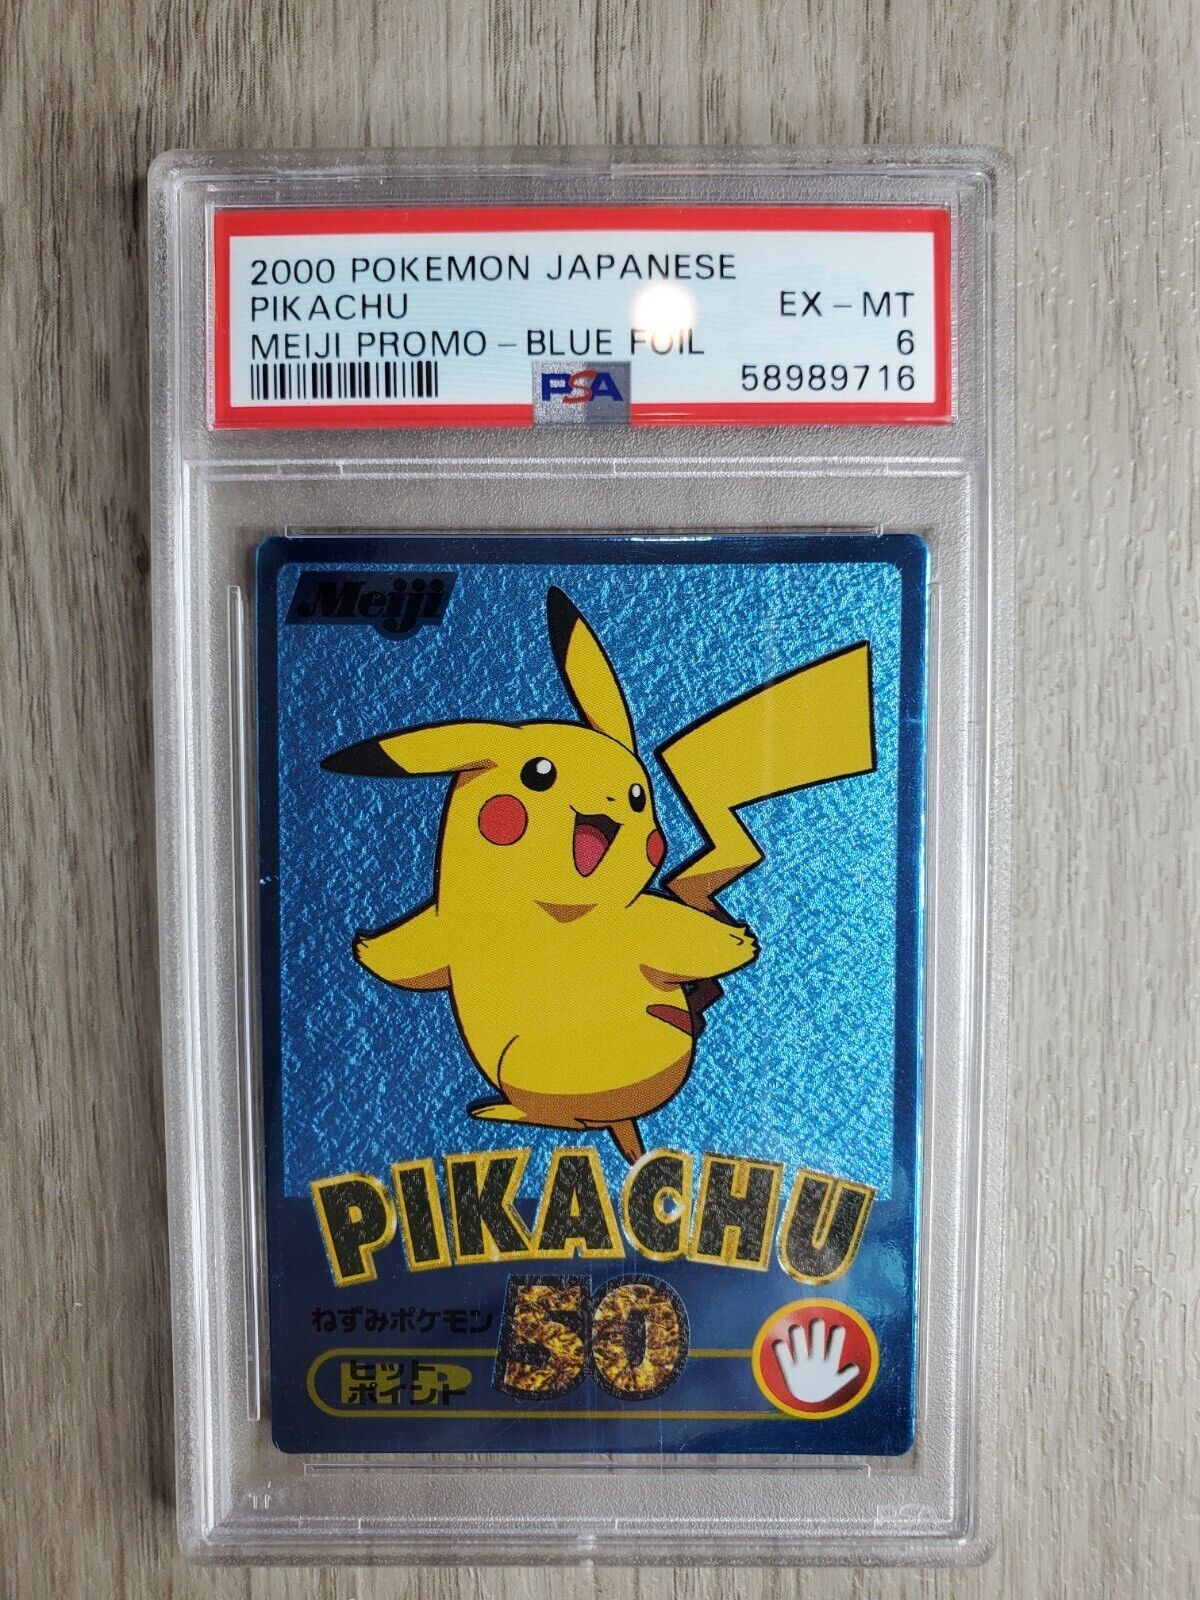 2000 POKEMON JAPANESE
PIKACHU EX-MT
MEIJI PROMO-BLUE FOIL 6
PSA 58989716
Meiji
PIKACHU
ねずみポケモン 50
ヒット
ポイント
PSA